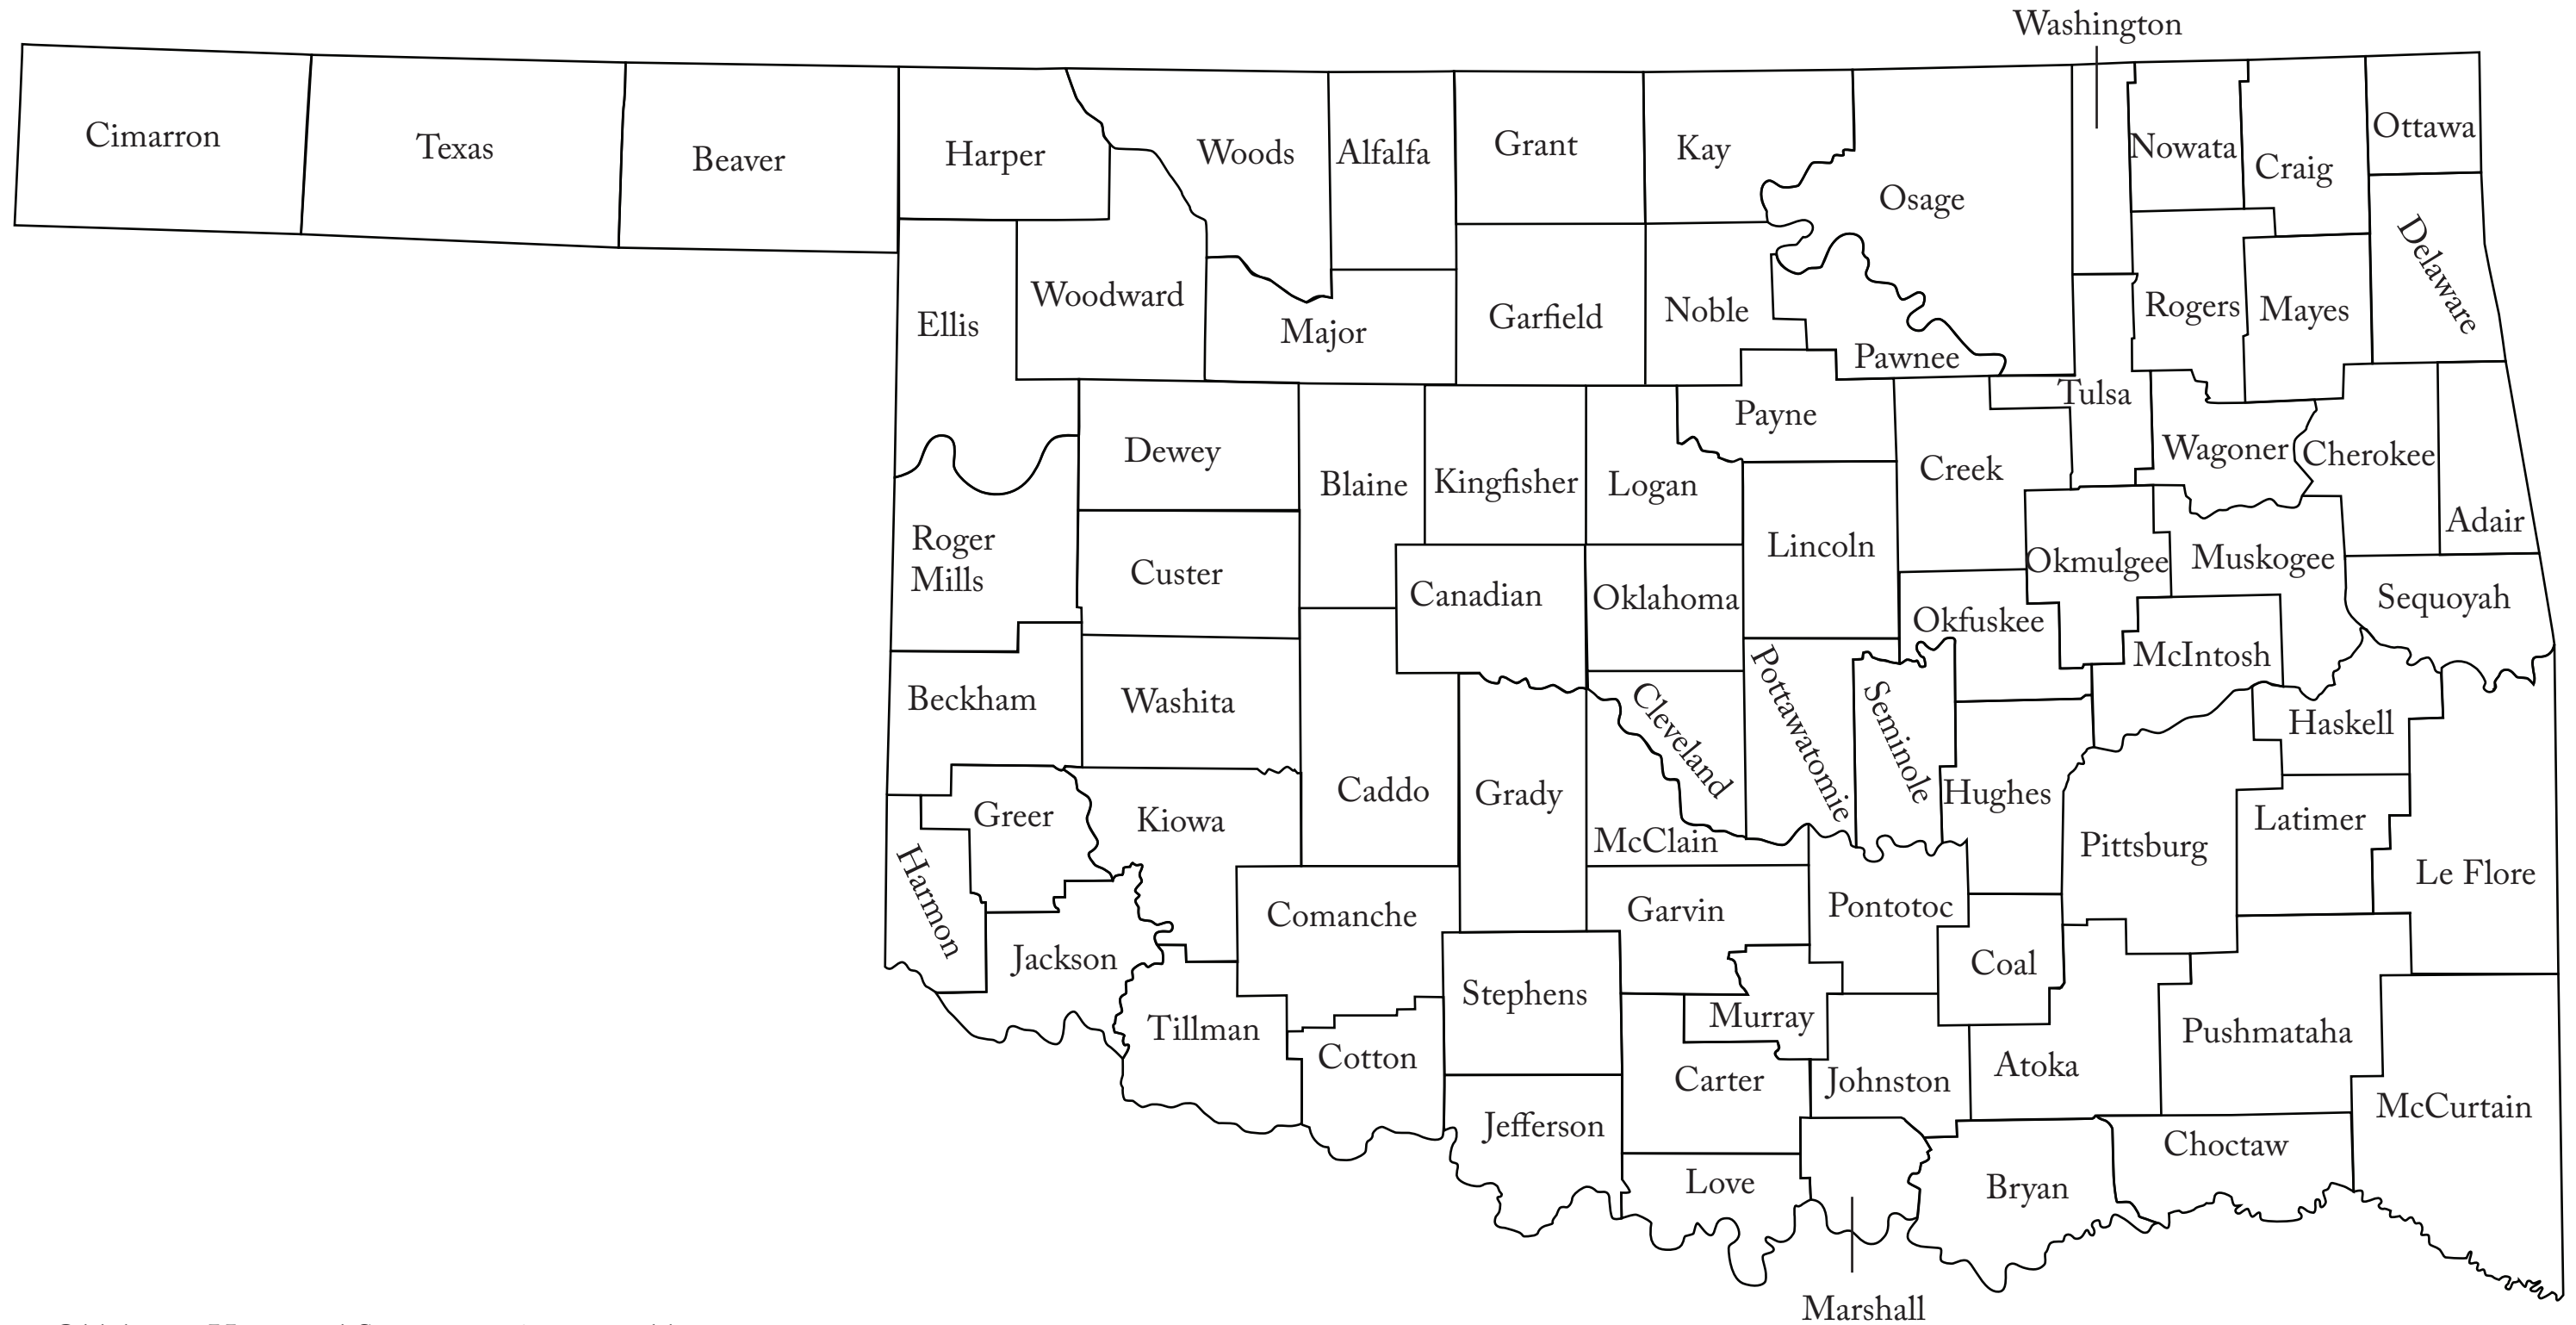 Washington
Cimarron
Texas
Beaver
Harper
Woods
Alfalfa
Grant
Kay
Osage
Nowata
Craig
Ottawa
Delaware
Ellis
Woodward
Major
Garfield
Noble
Pawnee
Rogers
Mayes
Tulsa
Dewey
Blaine
Kingfisher
Logan
Payne
Creek
Wagoner
Cherokee
Adair
Roger
Mills
Custer
Canadian
Oklahoma
Lincoln
Okmulgee
Muskogee
Okfuskee
Sequoyah
McIntosh
Beckham
Washita
Caddo
Grady
Cleveland
Pottawatomie
Seminole
Hughes
Haskell
Greer
Kiowa
McClain
Pittsburg
Latimer
Le Flore
Harmon
Jackson
Comanche
Garvin
Pontotoc
Coal
Stephens
Murray
Tillman
Cotton
Carter
Johnston
Atoka
Pushmataha
McCurtain
Jefferson
Love
Bryan
Choctaw
Marshall